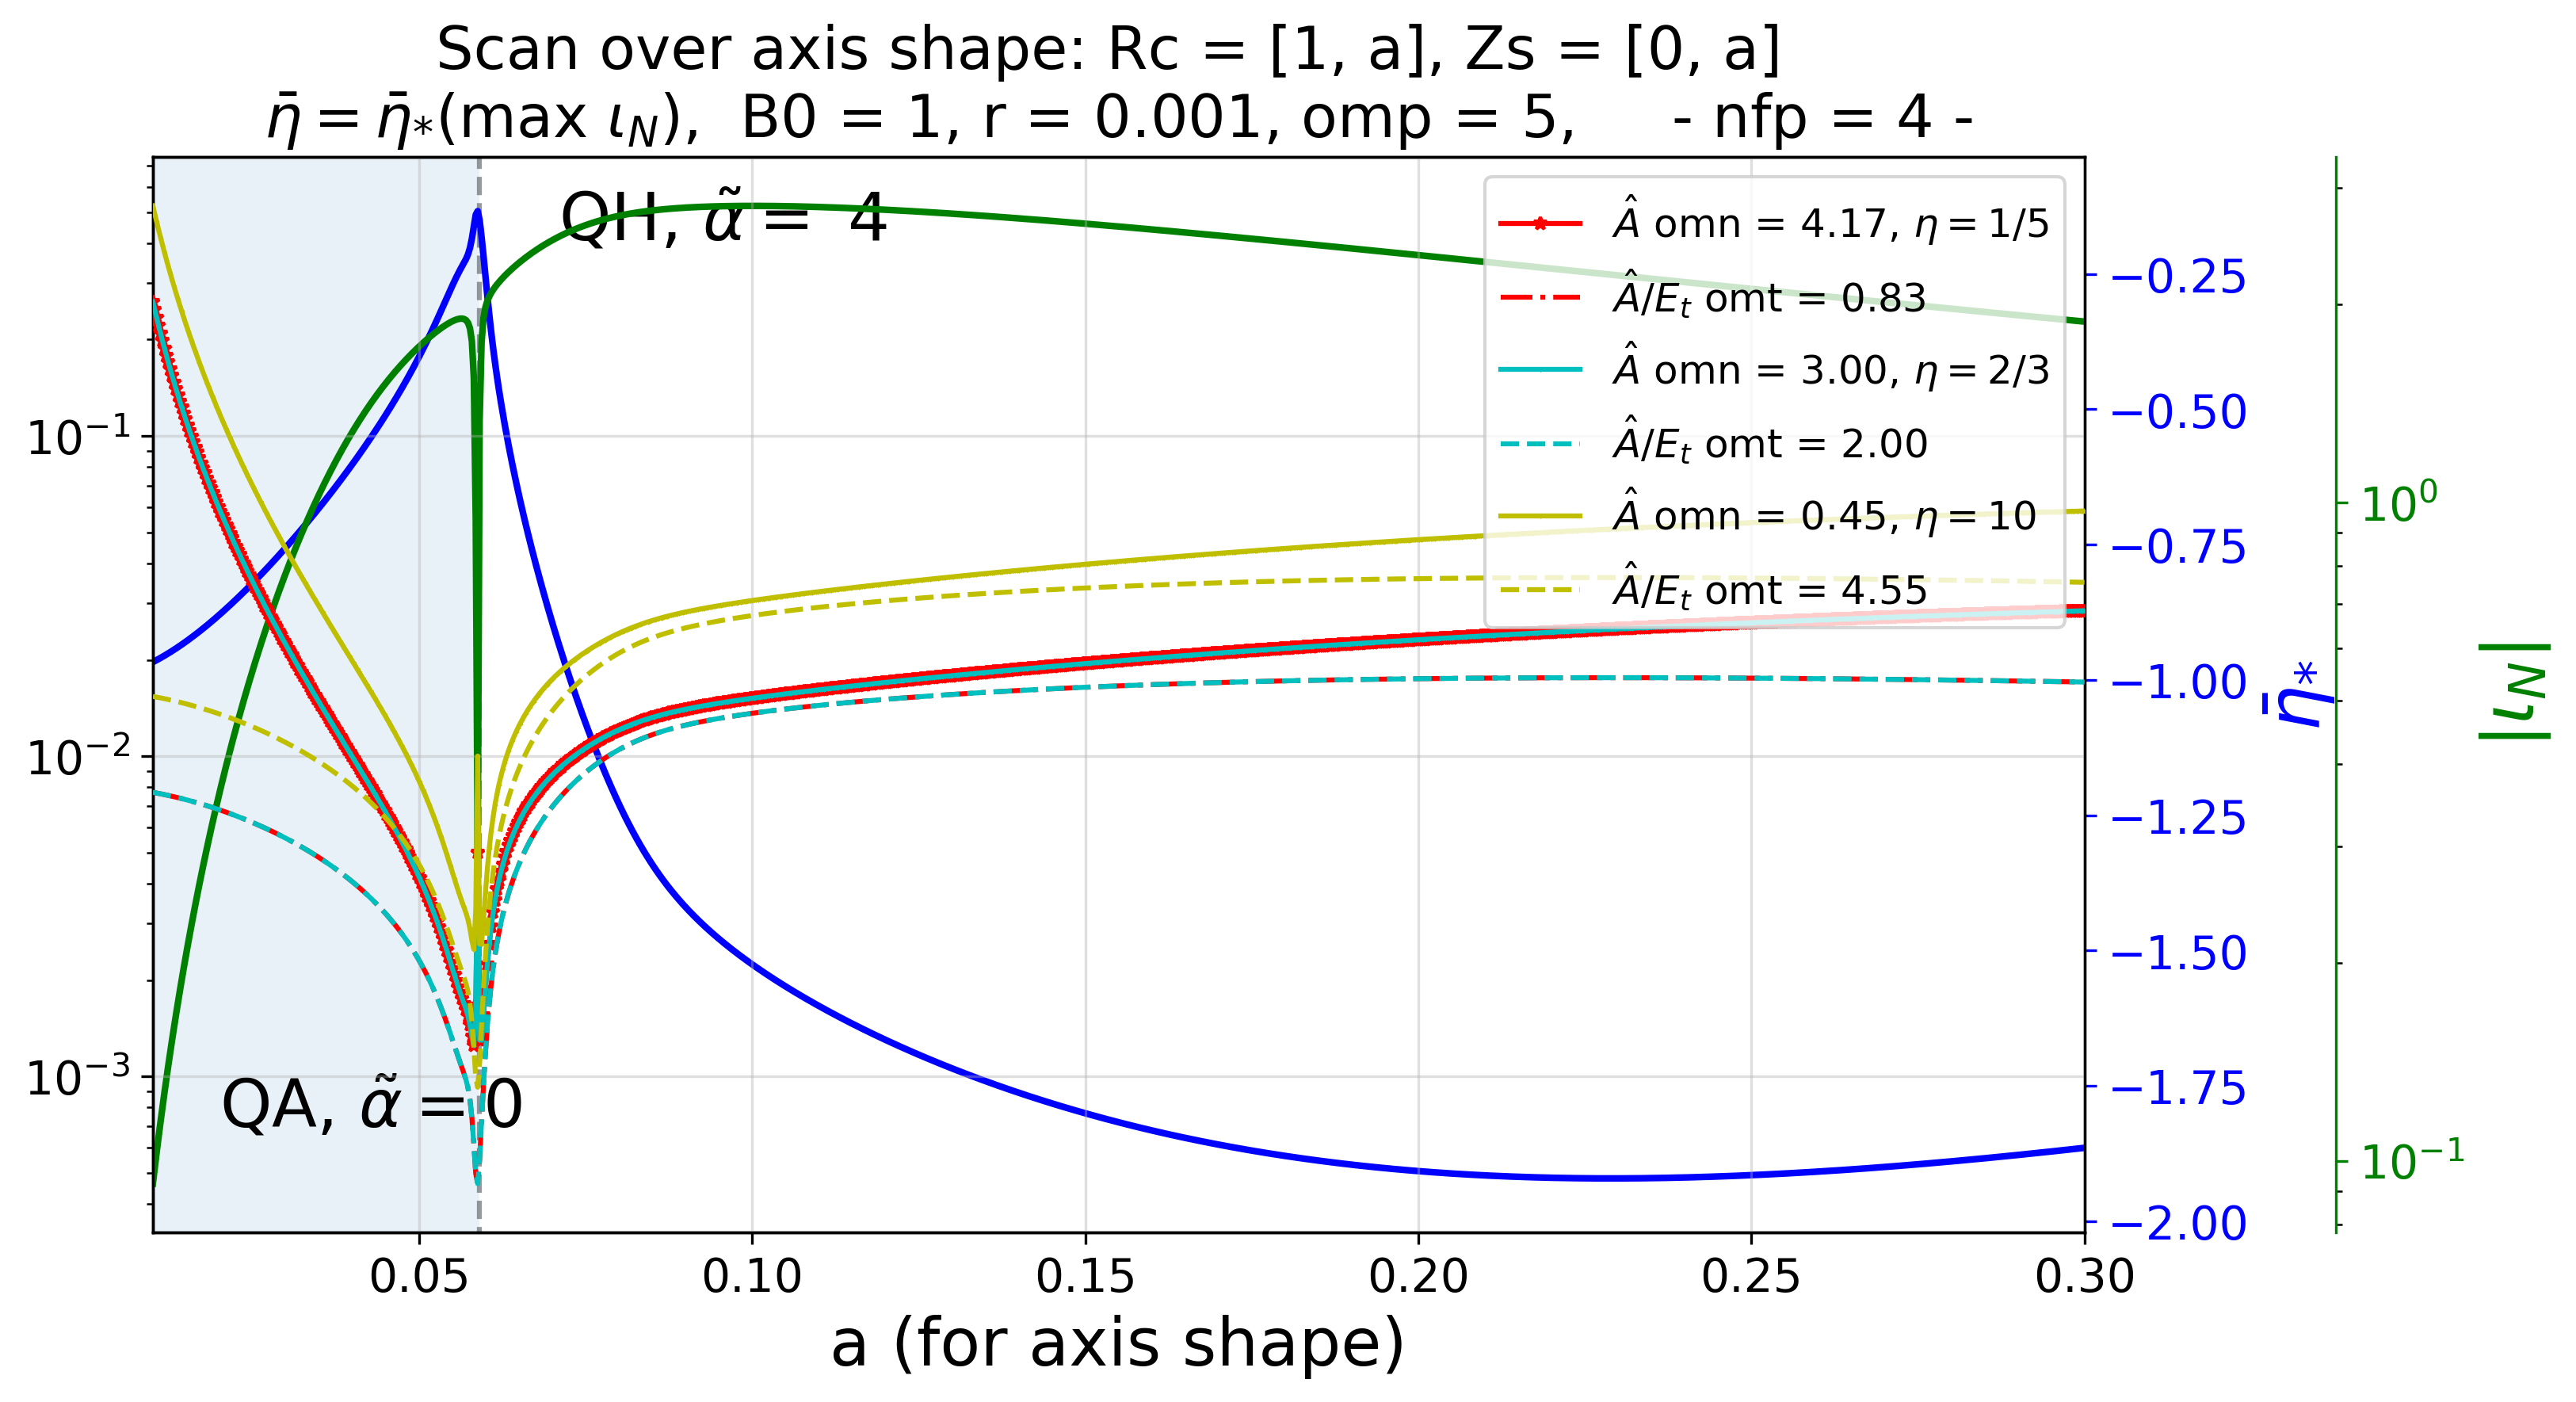 Scan over axis shape: Rc = [1, a], Zs = [0, a]
η̄ = η̄*(max ι_N), B0 = 1, r = 0.001, omp = 5, - nfp = 4 -
QH, α̃ = 4
QA, α̃ = 0
Â omn = 4.17, η = 1/5
Â/E_t omt = 0.83
Â omn = 3.00, η = 2/3
Â/E_t omt = 2.00
Â omn = 0.45, η = 10
Â/E_t omt = 4.55
10⁻¹
10⁻²
10⁻³
0.05 0.10 0.15 0.20 0.25 0.30
a (for axis shape)
−0.25
−0.50
−0.75
−1.00
−1.25
−1.50
−1.75
−2.00
η̄*
10⁰
10⁻¹
|ι_N|